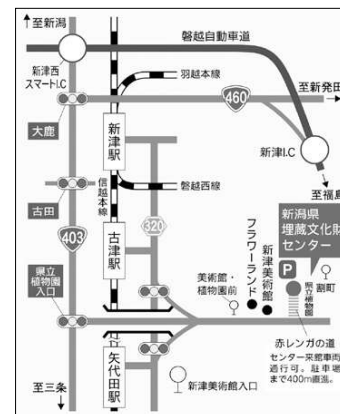 至新潟
磐越自動車道
新津西
スマートI.C
羽越本線
460
至新発田
大鹿
新津駅
新津I.C
至福島
古田
信越本線
磐越西線
320
403
古津駅
新潟県
埋蔵文化財
センター
P
県立
植物園
入口
美術館・
植物園前
フラワーランド
新津美術館
県立植物園
割町
赤レンガの道
センター来館車両
通行可。駐車場
まで400m直進。
矢代田駅
至三条
新津美術館入口